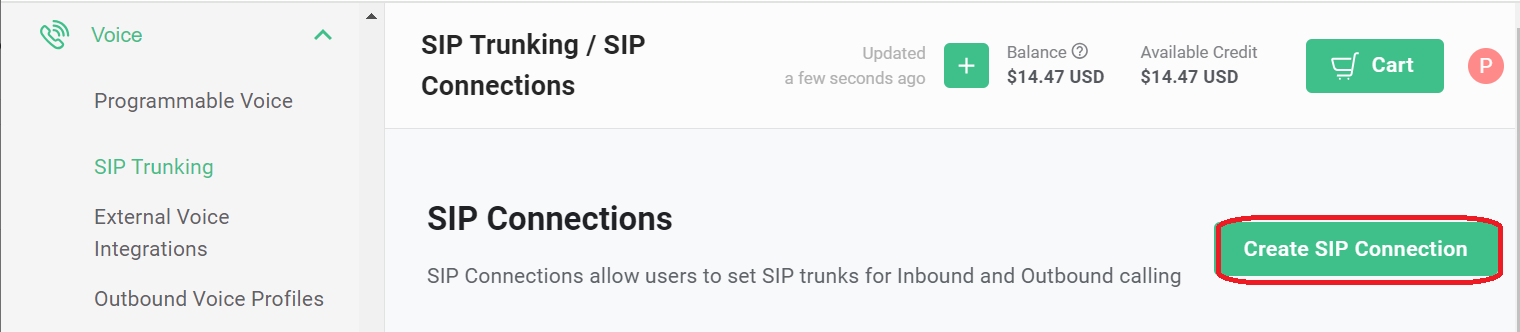 Voice
Programmable Voice
SIP Trunking
External Voice
Integrations
Outbound Voice Profiles
SIP Trunking / SIP
Connections
Updated
a few seconds ago
+
Balance ?
$14.47 USD
Available Credit
$14.47 USD
Cart
P
SIP Connections
SIP Connections allow users to set SIP trunks for Inbound and Outbound calling
Create SIP Connection